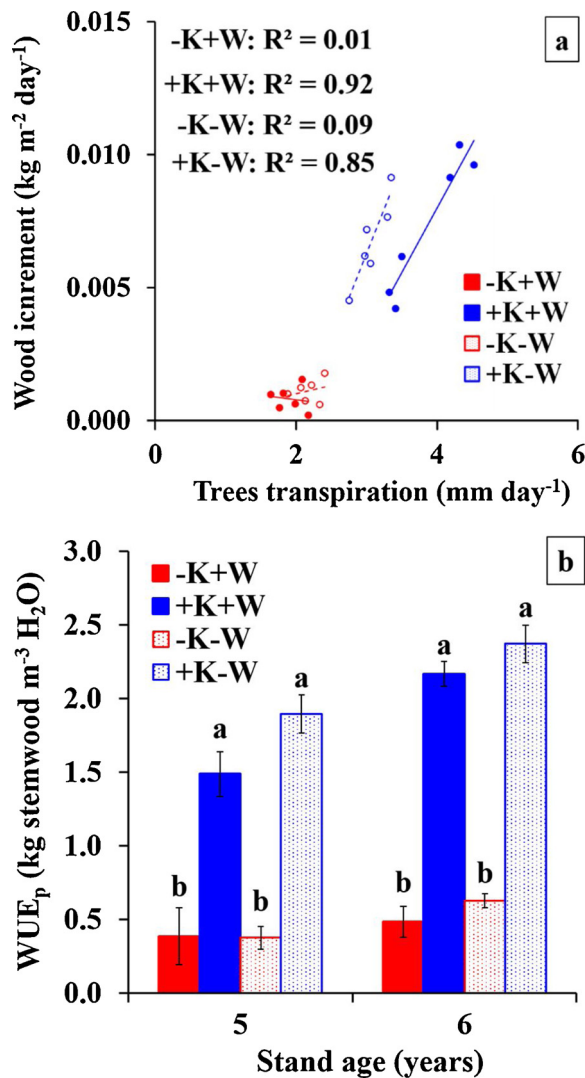 a
-K+W: R² = 0.01
+K+W: R² = 0.92
-K-W: R² = 0.09
+K-W: R² = 0.85
Wood icnrement (kg m⁻² day⁻¹)
0.015
0.010
0.005
0.000
-K+W
+K+W
-K-W
+K-W
0 2 4 6
Trees transpiration (mm day⁻¹)
b
-K+W
+K+W
-K-W
+K-W
WUEₚ (kg stemwood m⁻³ H₂O)
3.0
2.5
2.0
1.5
1.0
0.5
0.0
b a b a b a b a
5 6
Stand age (years)